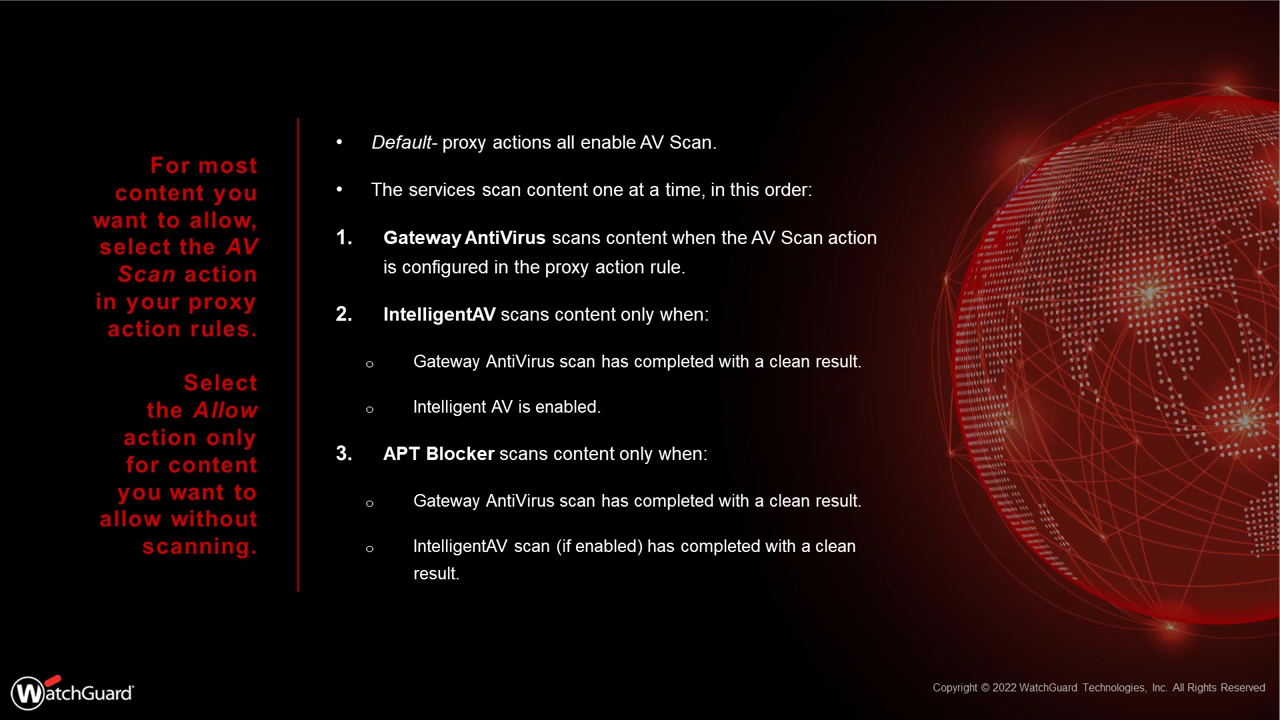 For most
content you
want to allow,
select the AV
Scan action
in your proxy
action rules.
Select
the Allow
action only
for content
you want to
allow without
scanning.
• Default- proxy actions all enable AV Scan.
• The services scan content one at a time, in this order:
1. Gateway AntiVirus scans content when the AV Scan action
is configured in the proxy action rule.
2. IntelligentAV scans content only when:
o Gateway AntiVirus scan has completed with a clean result.
o Intelligent AV is enabled.
3. APT Blocker scans content only when:
o Gateway AntiVirus scan has completed with a clean result.
o IntelligentAV scan (if enabled) has completed with a clean
result.
WatchGuard
Copyright © 2022 WatchGuard Technologies, Inc. All Rights Reserved